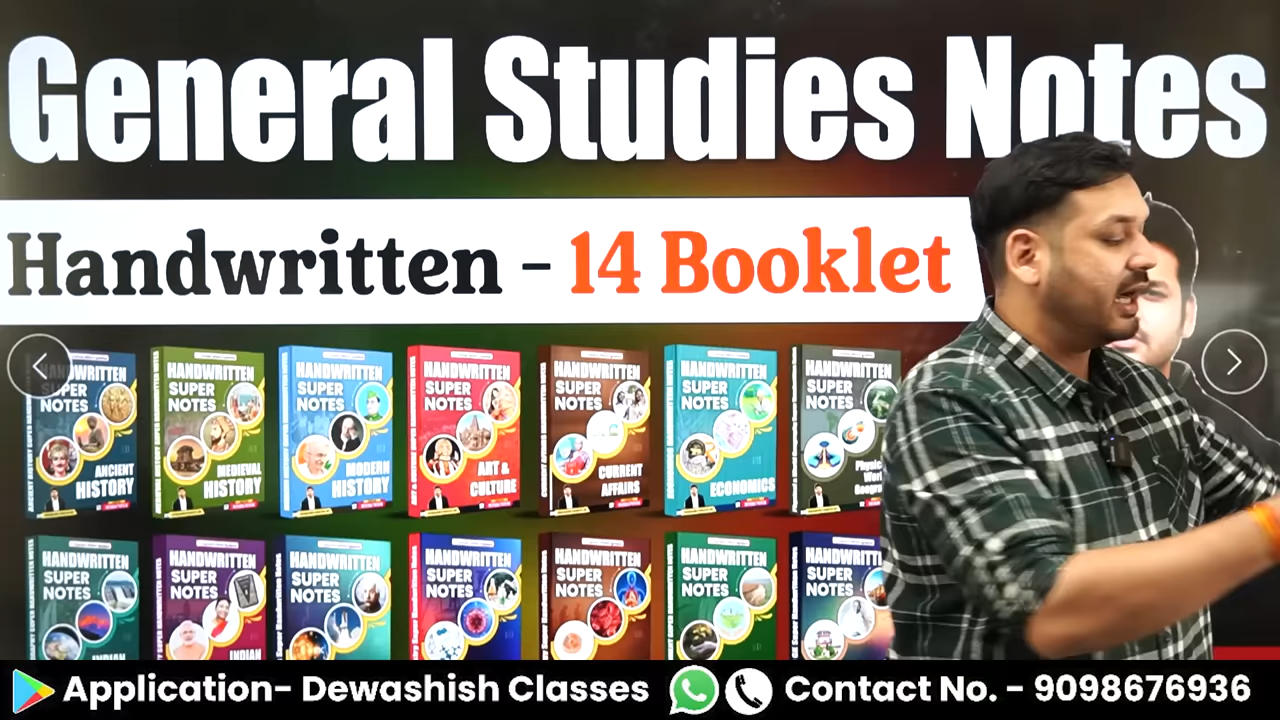 General Studies Notes
Handwritten - 14 Booklet
HANDWRITTEN
SUPER
NOTES
ANCIENT
HISTORY
HANDWRITTEN
SUPER
NOTES
MEDIEVAL
HISTORY
HANDWRITTEN
SUPER
NOTES
MODERN
HISTORY
HANDWRITTEN
SUPER
NOTES
ART &
CULTURE
HANDWRITTEN
SUPER
NOTES
CURRENT
AFFAIRS
HANDWRITTEN
SUPER
NOTES
ECONOMICS
HANDWRITTEN
SUPER
NOTES
HANDWRITTEN
SUPER
NOTES
INDIAN
HANDWRITTEN
SUPER
NOTES
INDIAN
HANDWRITTEN
SUPER
NOTES
HANDWRITTEN
SUPER
NOTES
HANDWRITTEN
SUPER
NOTES
HANDWRITTEN
SUPER
NOTES
HANDWRITTEN
SUPER
NOTES
Application- Dewashish Classes
Contact No. - 9098676936